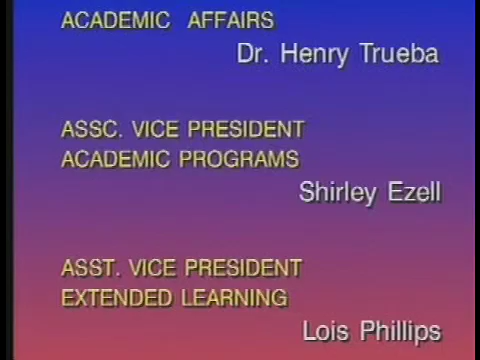 ACADEMIC AFFAIRS
Dr. Henry Trueba
ASSC. VICE PRESIDENT
ACADEMIC PROGRAMS
Shirley Ezell
ASST. VICE PRESIDENT
EXTENDED LEARNING
Lois Phillips